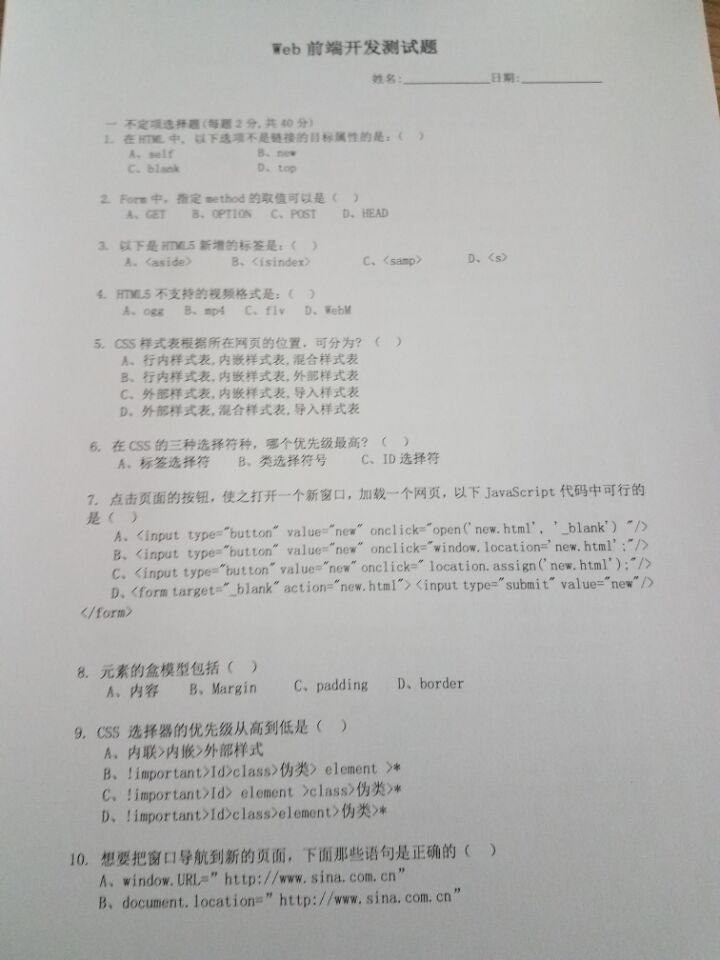 Web 前端开发测试题
姓名:____________日期:____________
一 不定项选择题(每题2分,共40分)
1. 在 HTML 中, 以下选项不是链接的目标属性的是:( )
A、self B、new
C、blank D、top
2. Form 中, 指定 method 的取值可以是( )
A、GET B、OPTION C、POST D、HEAD
3. 以下是 HTML5 新增的标签是:( )
A、<aside> B、<isindex> C、<samp> D、<s>
4. HTML5 不支持的视频格式是:( )
A、ogg B、mp4 C、flv D、WebM
5. CSS 样式表根据所在网页的位置, 可分为? ( )
A、行内样式表,内嵌样式表,混合样式表
B、行内样式表,内嵌样式表,外部样式表
C、外部样式表,内嵌样式表,导入样式表
D、外部样式表,混合样式表,导入样式表
6. 在 CSS 的三种选择符种, 哪个优先级最高? ( )
A、标签选择符 B、类选择符号 C、ID 选择符
7. 点击页面的按钮, 使之打开一个新窗口, 加载一个网页, 以下 JavaScript 代码中可行的
是( )
A、<input type="button" value="new" onclick="open('new.html', '_blank') "/>
B、<input type="button" value="new" onclick="window.location='new.html';"/>
C、<input type="button" value="new" onclick=" location.assign('new.html');"/>
D、<form target="_blank" action="new.html"> <input type="submit" value="new"/>
</form>
8. 元素的盒模型包括( )
A、内容 B、Margin C、padding D、border
9. CSS 选择器的优先级从高到低是( )
A、内联>内嵌>外部样式
B、!important>Id>class>伪类> element >*
C、!important>Id> element >class>伪类>*
D、!important>Id>class>element>伪类>*
10. 想要把窗口导航到新的页面, 下面那些语句是正确的( )
A、window.URL=” http://www.sina.com.cn”
B、document.location=” http://www.sina.com.cn”